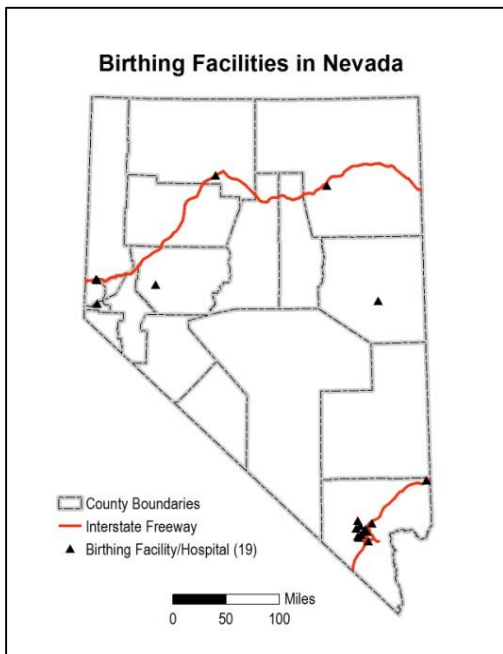 Birthing Facilities in Nevada
County Boundaries
Interstate Freeway
Birthing Facility/Hospital (19)
Miles
0 50 100